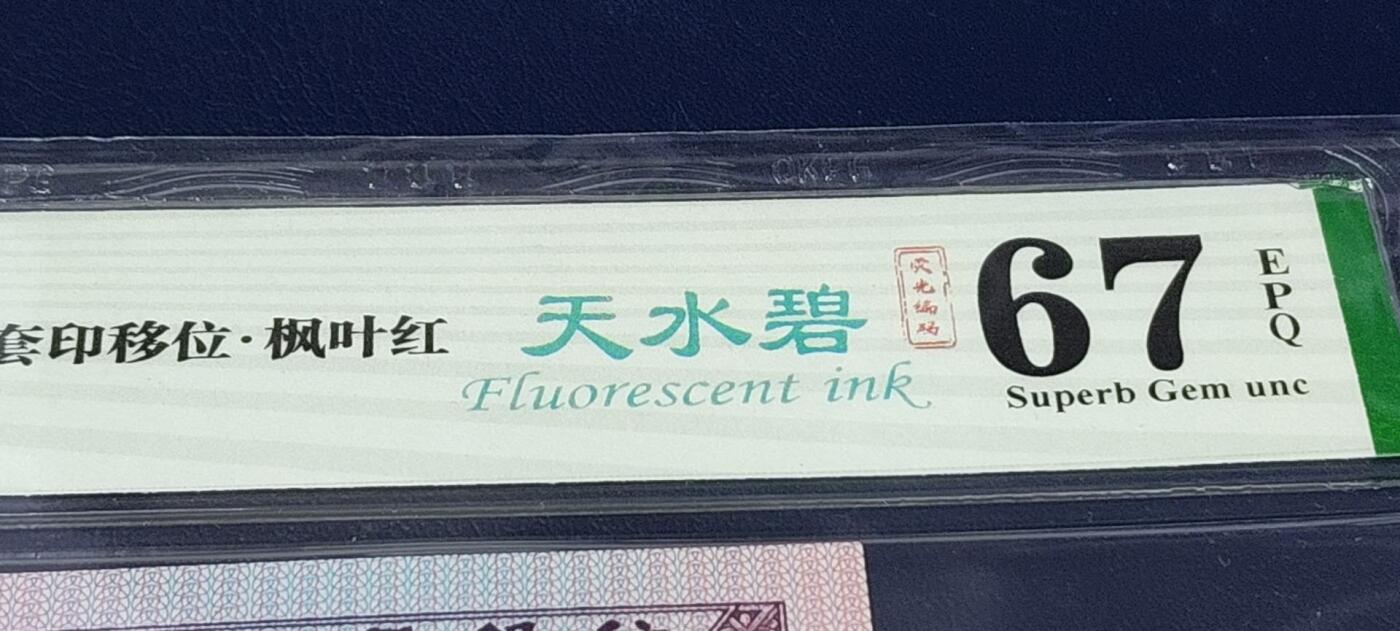 套印移位·枫叶红
天水碧
Fluorescent ink
荧光编码
67
EPQ
Superb Gem unc